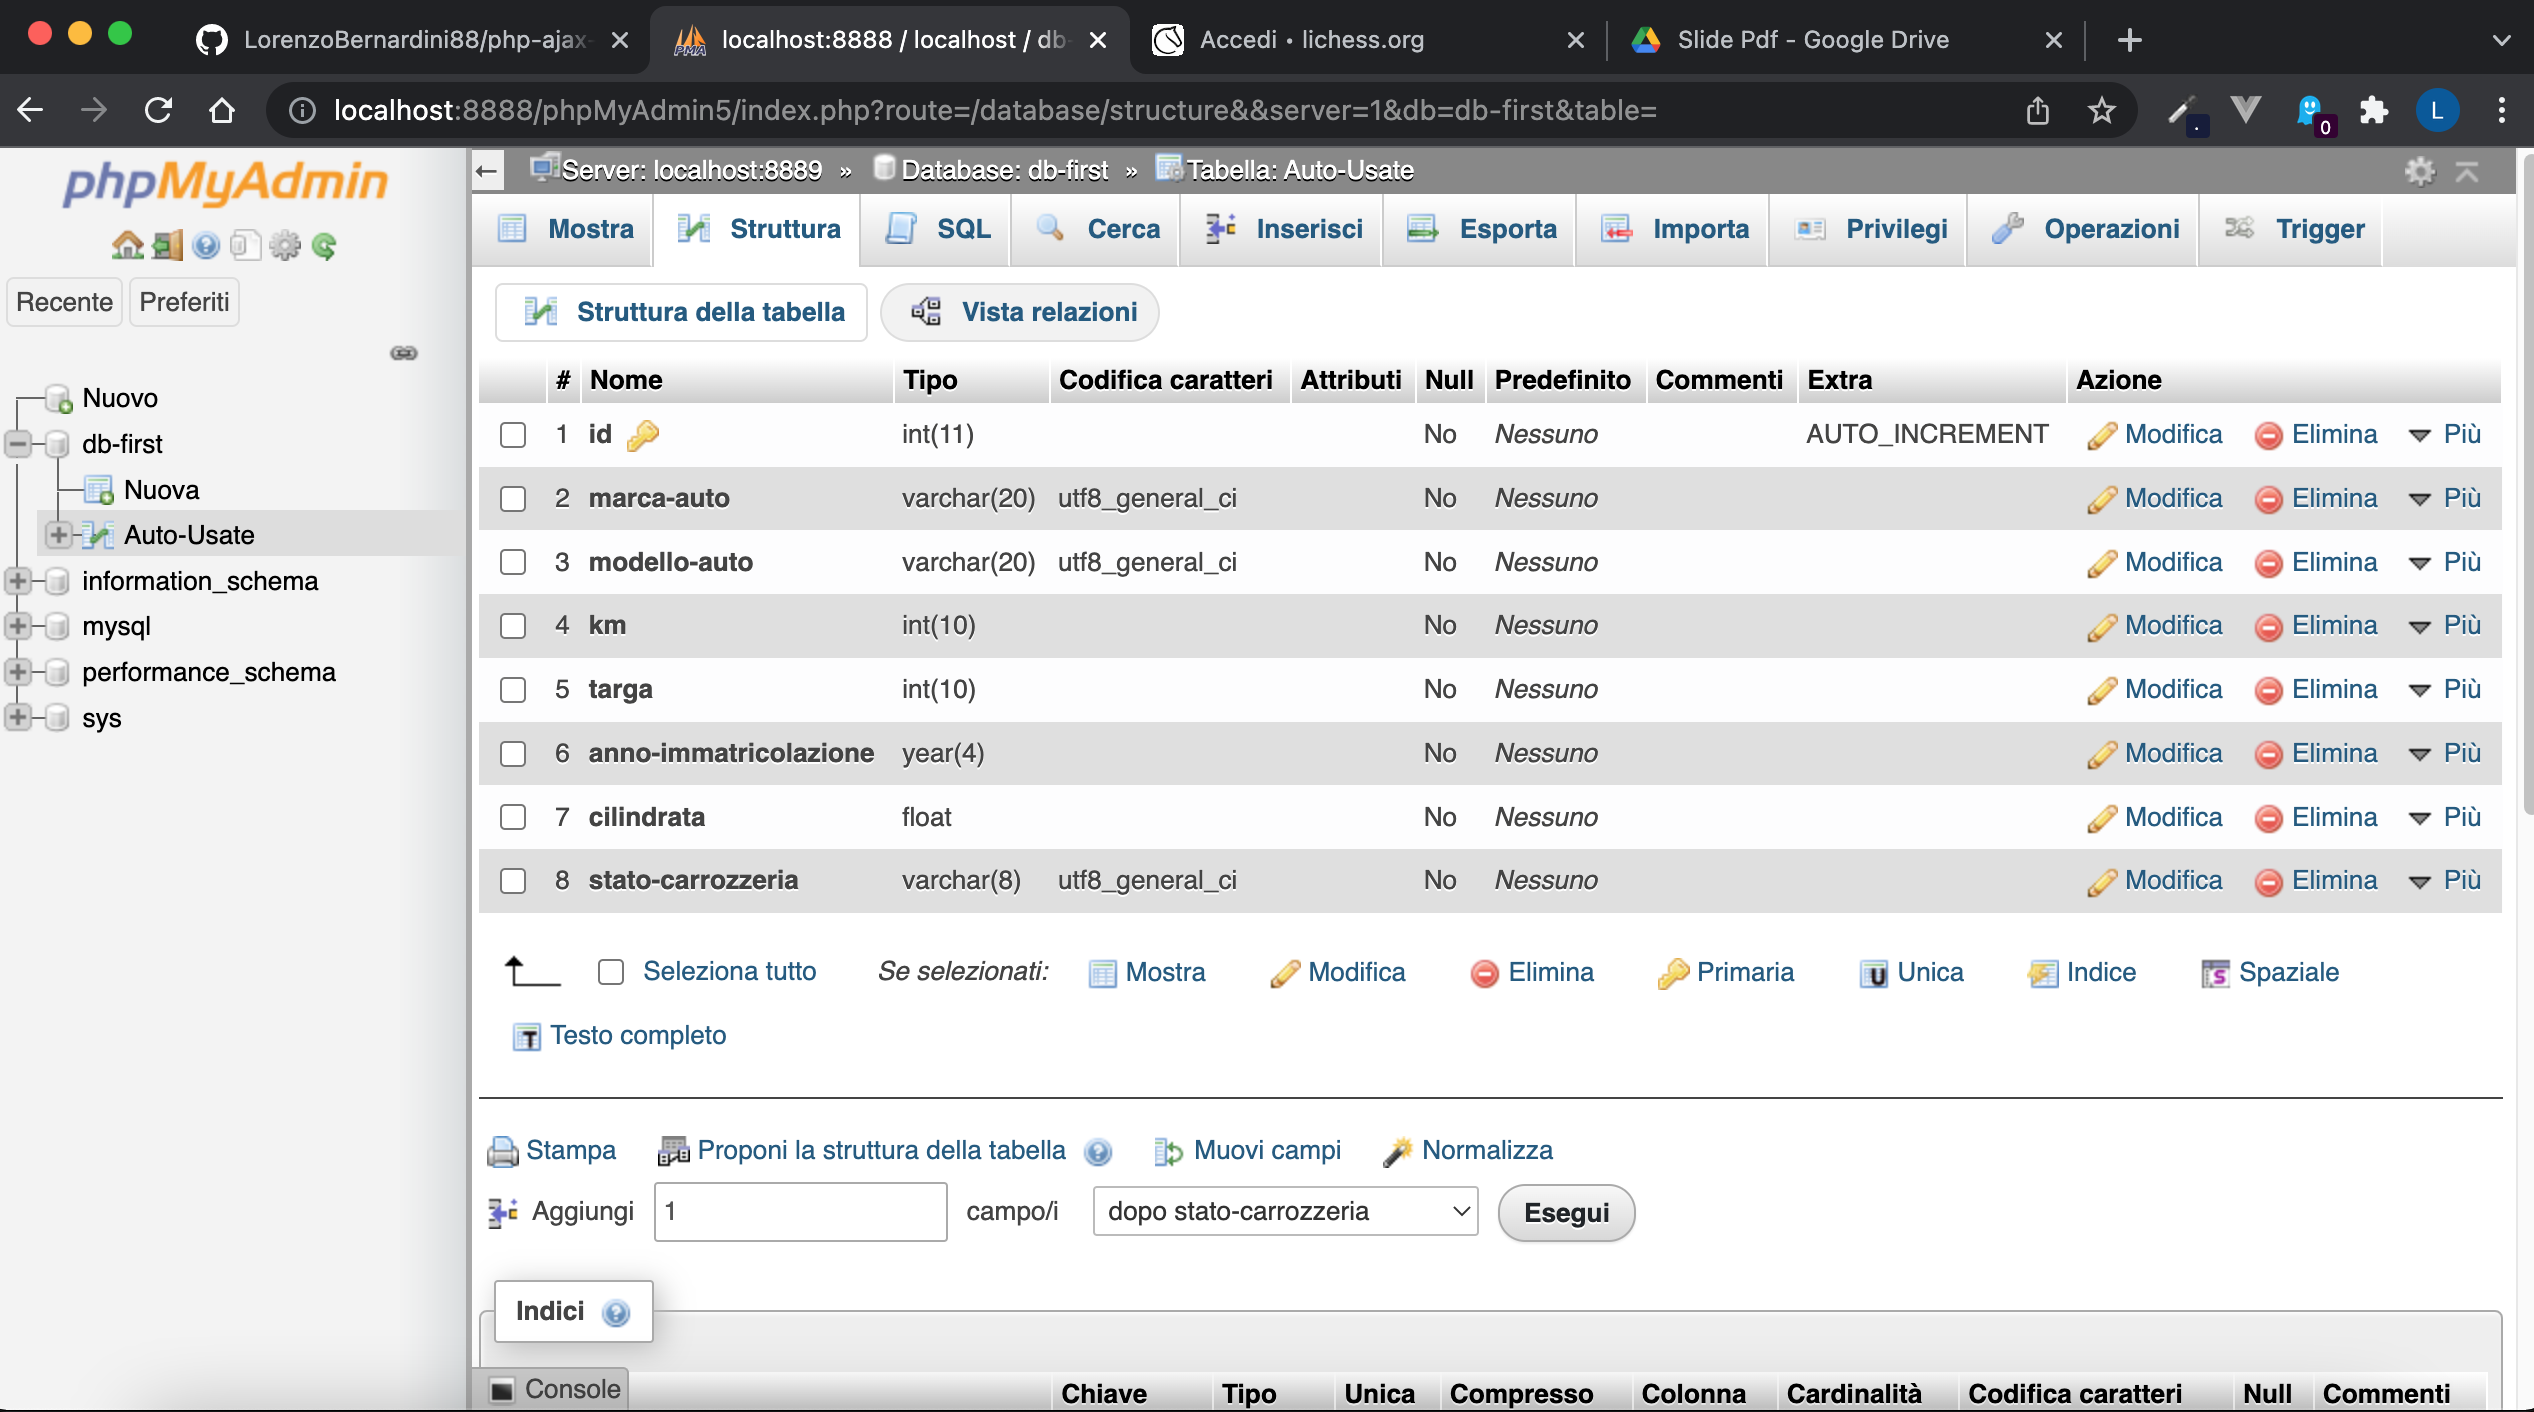 LorenzoBernardini88/php-ajax-
localhost:8888 / localhost / db-
Accedi • lichess.org
Slide Pdf - Google Drive
localhost:8888/phpMyAdmin5/index.php?route=/database/structure&&server=1&db=db-first&table=
0
L
phpMyAdmin
Recente Preferiti
Nuovo
db-first
Nuova
Auto-Usate
information_schema
mysql
performance_schema
sys
Server: localhost:8889 » Database: db-first » Tabella: Auto-Usate
Mostra Struttura SQL Cerca Inserisci Esporta Importa Privilegi Operazioni Trigger
Struttura della tabella Vista relazioni
# Nome Tipo Codifica caratteri Attributi Null Predefinito Commenti Extra Azione
1 id int(11) No Nessuno AUTO_INCREMENT Modifica Elimina Più
2 marca-auto varchar(20) utf8_general_ci No Nessuno Modifica Elimina Più
3 modello-auto varchar(20) utf8_general_ci No Nessuno Modifica Elimina Più
4 km int(10) No Nessuno Modifica Elimina Più
5 targa int(10) No Nessuno Modifica Elimina Più
6 anno-immatricolazione year(4) No Nessuno Modifica Elimina Più
7 cilindrata float No Nessuno Modifica Elimina Più
8 stato-carrozzeria varchar(8) utf8_general_ci No Nessuno Modifica Elimina Più
Seleziona tutto Se selezionati: Mostra Modifica Elimina Primaria Unica Indice Spaziale
Testo completo
Stampa Proponi la struttura della tabella Muovi campi Normalizza
Aggiungi 1 campo/i dopo stato-carrozzeria Esegui
Indici
Console
Chiave Tipo Unica Compresso Colonna Cardinalità Codifica caratteri Null Commenti